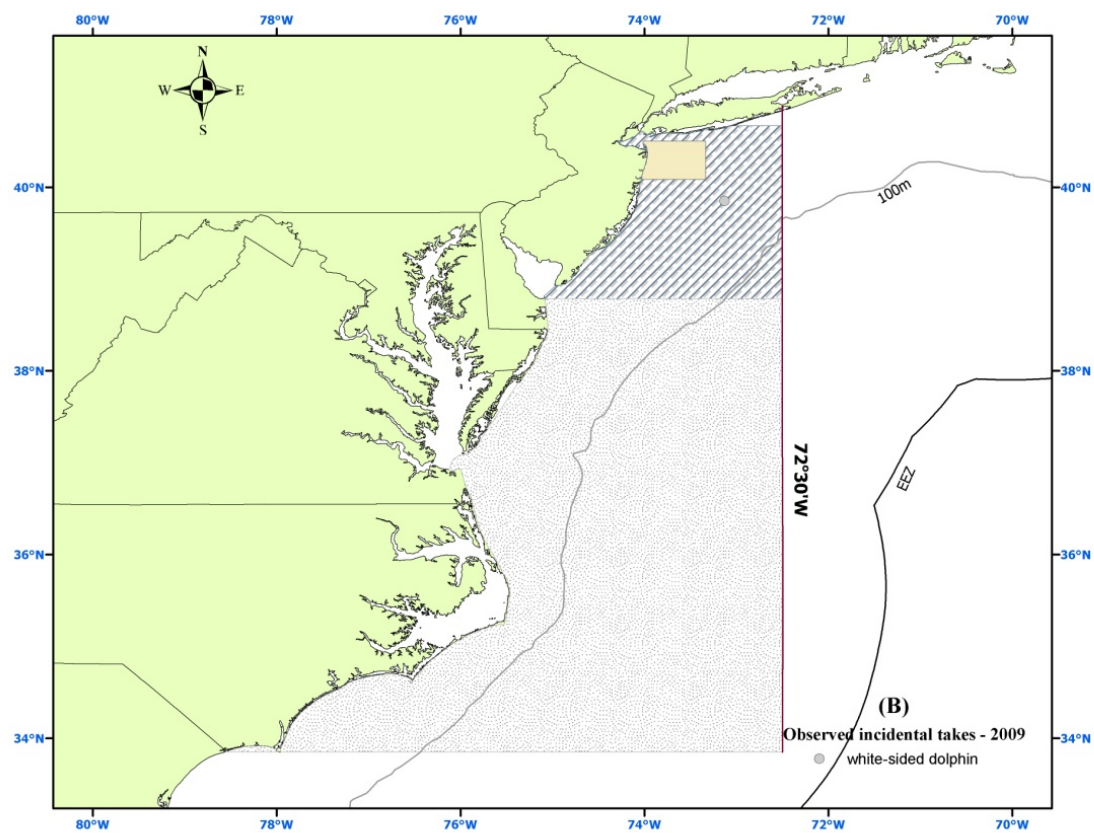 80°W 78°W 76°W 74°W 72°W 70°W
N
W E
S
40°N 40°N
100m
38°N 38°N
72°30'W
EEZ
36°N 36°N
(B)
Observed incidental takes - 2009
34°N 34°N
white-sided dolphin
80°W 78°W 76°W 74°W 72°W 70°W